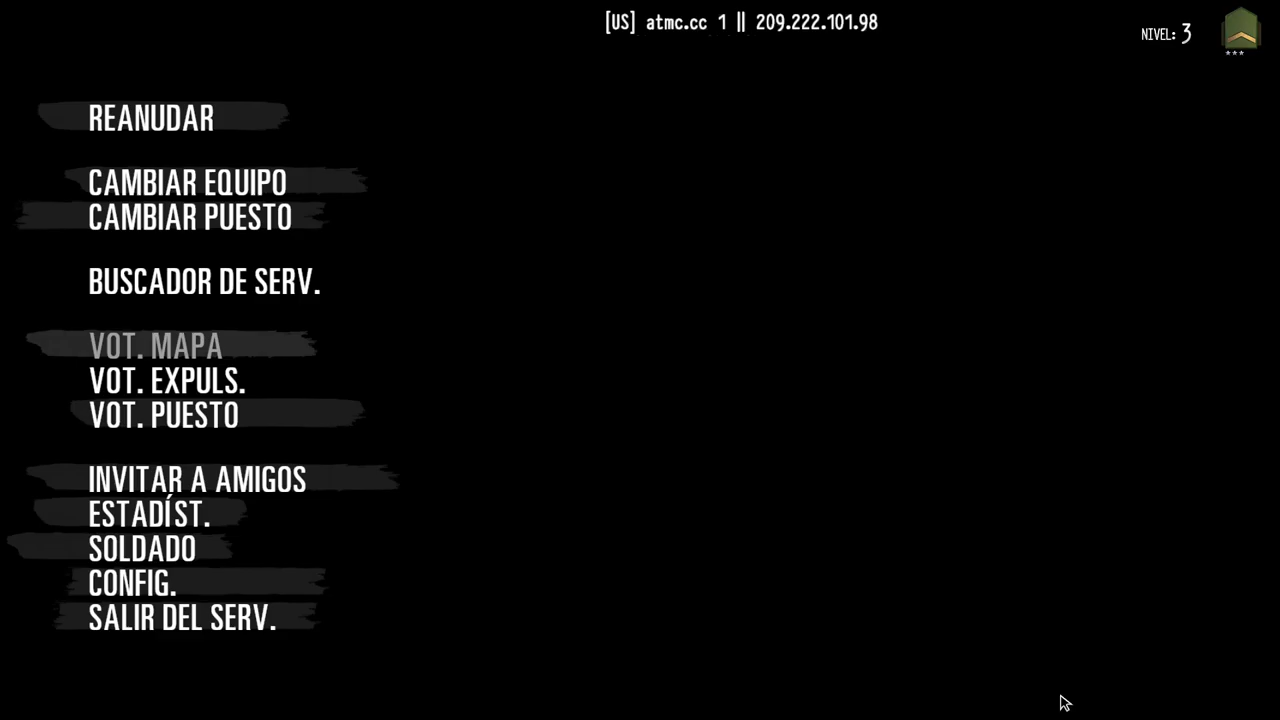 [US] atmc.cc 1 || 209.222.101.98
NIVEL: 3
***
REANUDAR
CAMBIAR EQUIPO
CAMBIAR PUESTO
BUSCADOR DE SERV.
VOT. MAPA
VOT. EXPULS.
VOT. PUESTO
INVITAR A AMIGOS
ESTADÍST.
SOLDADO
CONFIG.
SALIR DEL SERV.